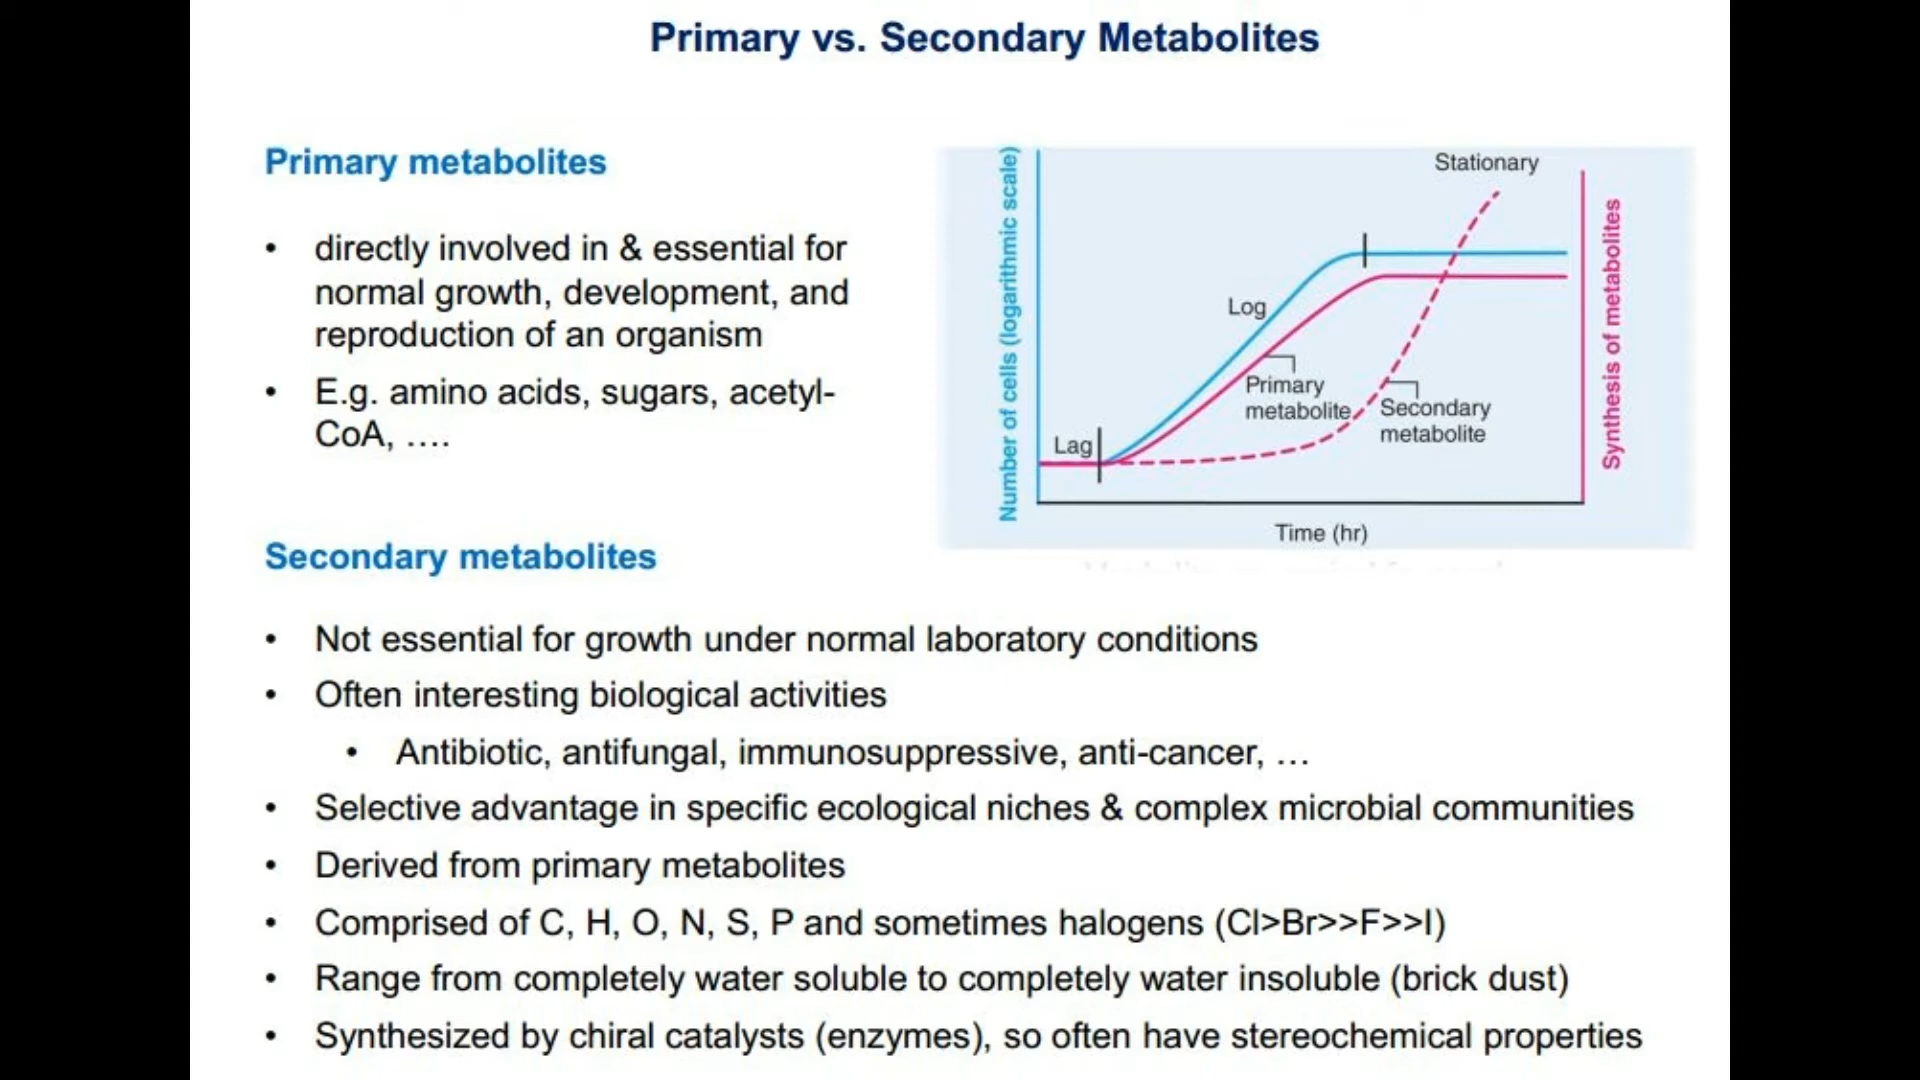 Primary vs. Secondary Metabolites
Primary metabolites
• directly involved in & essential for
normal growth, development, and
reproduction of an organism
• E.g. amino acids, sugars, acetyl-
CoA, ….
Number of cells (logarithmic scale)
Stationary
Log
Primary
metabolite
Secondary
metabolite
Lag
Synthesis of metabolites
Time (hr)
Secondary metabolites
• Not essential for growth under normal laboratory conditions
• Often interesting biological activities
• Antibiotic, antifungal, immunosuppressive, anti-cancer, …
• Selective advantage in specific ecological niches & complex microbial communities
• Derived from primary metabolites
• Comprised of C, H, O, N, S, P and sometimes halogens (Cl>Br>>F>>I)
• Range from completely water soluble to completely water insoluble (brick dust)
• Synthesized by chiral catalysts (enzymes), so often have stereochemical properties